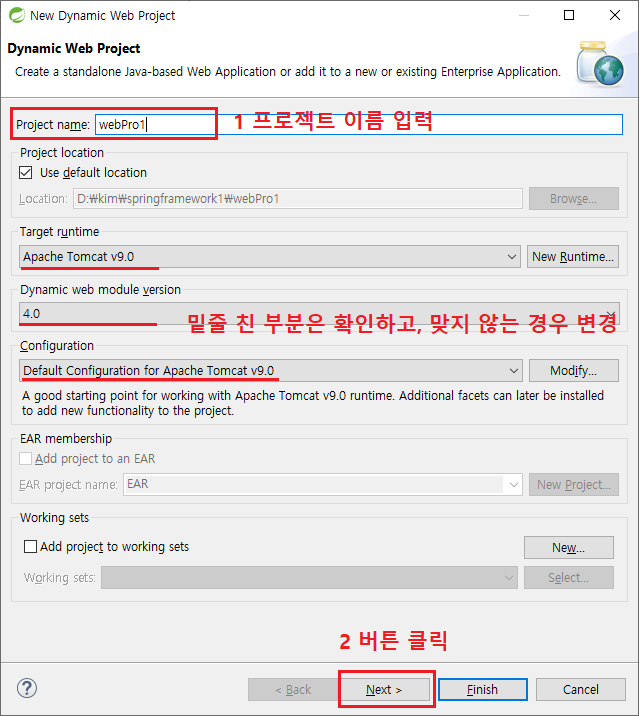 New Dynamic Web Project
Dynamic Web Project
Create a standalone Java-based Web Application or add it to a new or existing Enterprise Application.
Project name: webPro1 1 프로젝트 이름 입력
Project location
Use default location
Location: D:₩kim₩springframework1₩webPro1 Browse...
Target runtime
Apache Tomcat v9.0 New Runtime...
Dynamic web module version
4.0
밑줄 친 부분은 확인하고, 맞지 않는 경우 변경
Configuration
Default Configuration for Apache Tomcat v9.0 Modify...
A good starting point for working with Apache Tomcat v9.0 runtime. Additional facets can later be installed
to add new functionality to the project.
EAR membership
Add project to an EAR
EAR project name: EAR New Project...
Working sets
Add project to working sets New...
Working sets: Select...
2 버튼 클릭
? < Back Next > Finish Cancel